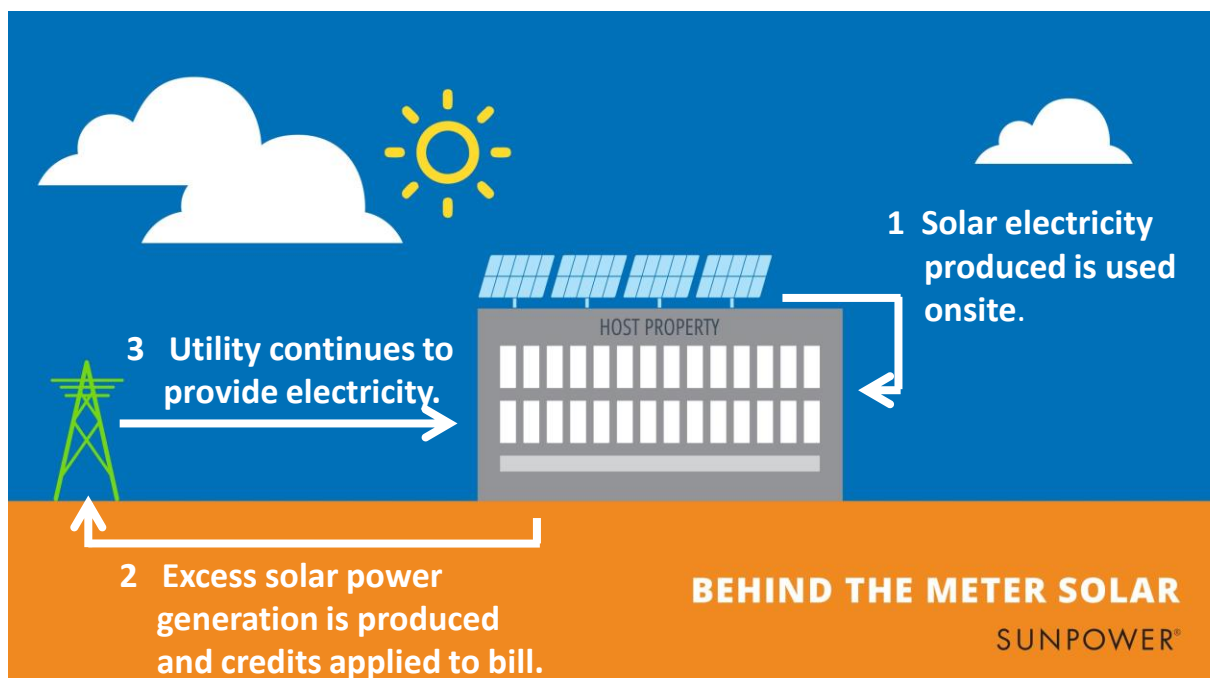 1 Solar electricity
produced is used
onsite.
HOST PROPERTY
3 Utility continues to
provide electricity.
2 Excess solar power
generation is produced
and credits applied to bill.
BEHIND THE METER SOLAR
SUNPOWER®